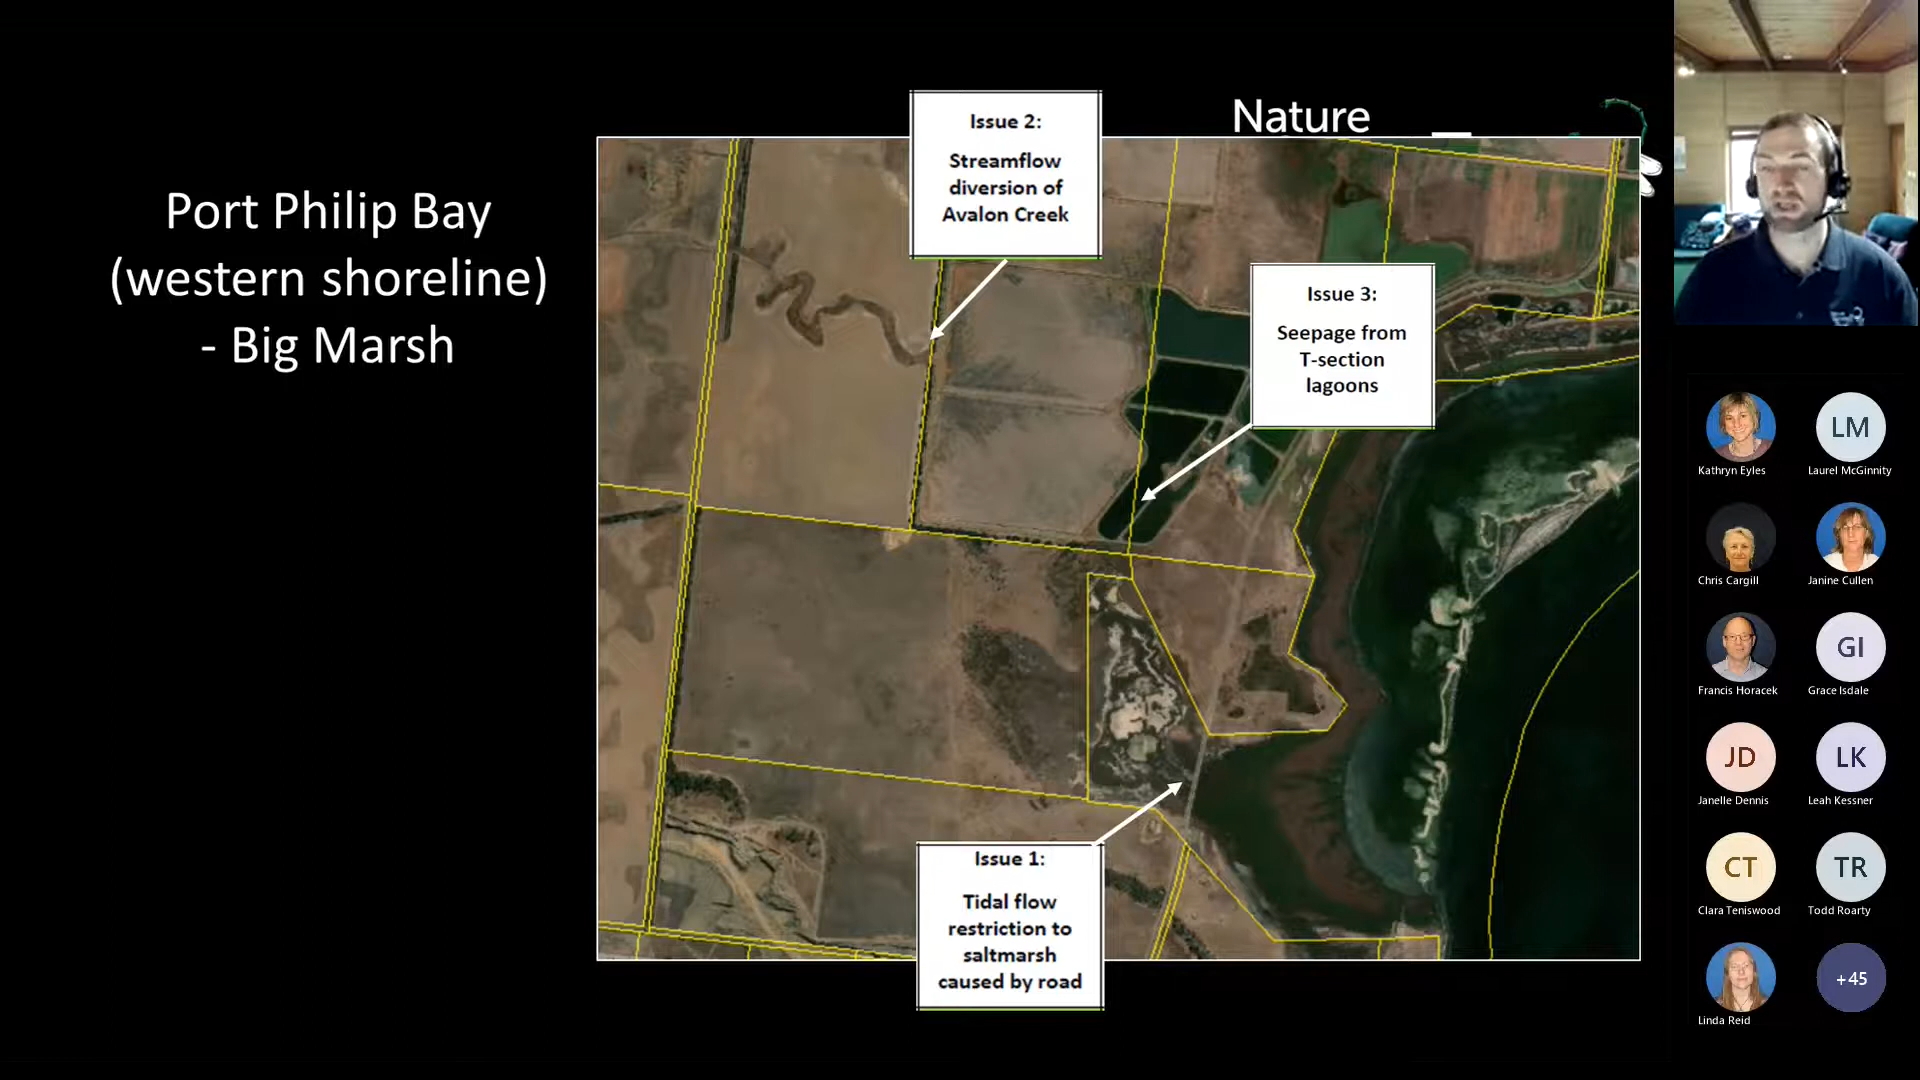 Port Philip Bay
(western shoreline)
- Big Marsh
Nature
Issue 2:
Streamflow
diversion of
Avalon Creek
Issue 3:
Seepage from
T-section
lagoons
Issue 1:
Tidal flow
restriction to
saltmarsh
caused by road
LM
Kathryn Eyles
Laurel McGinnity
Chris Cargill
Janine Cullen
GI
Francis Horacek
Grace Isdale
JD
LK
Janelle Dennis
Leah Kessner
CT
TR
Clara Teniswood
Todd Roarty
+45
Linda Reid